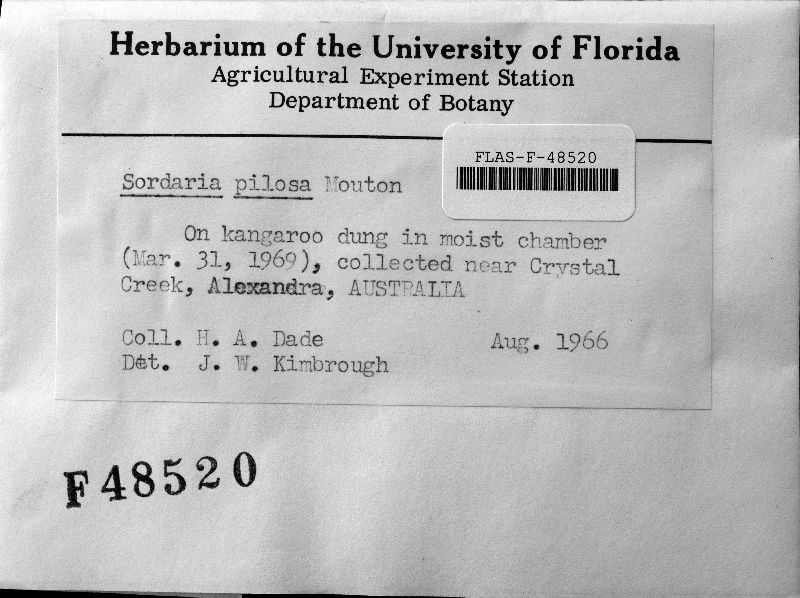 Herbarium of the University of Florida
Agricultural Experiment Station
Department of Botany
FLAS-F-48520
Sordaria pilosa Mouton
On kangaroo dung in moist chamber
(Mar. 31, 1969), collected near Crystal
Creek, Alexandra, AUSTRALIA
Coll. H. A. Dade Aug. 1966
Det. J. W. Kimbrough
F48520